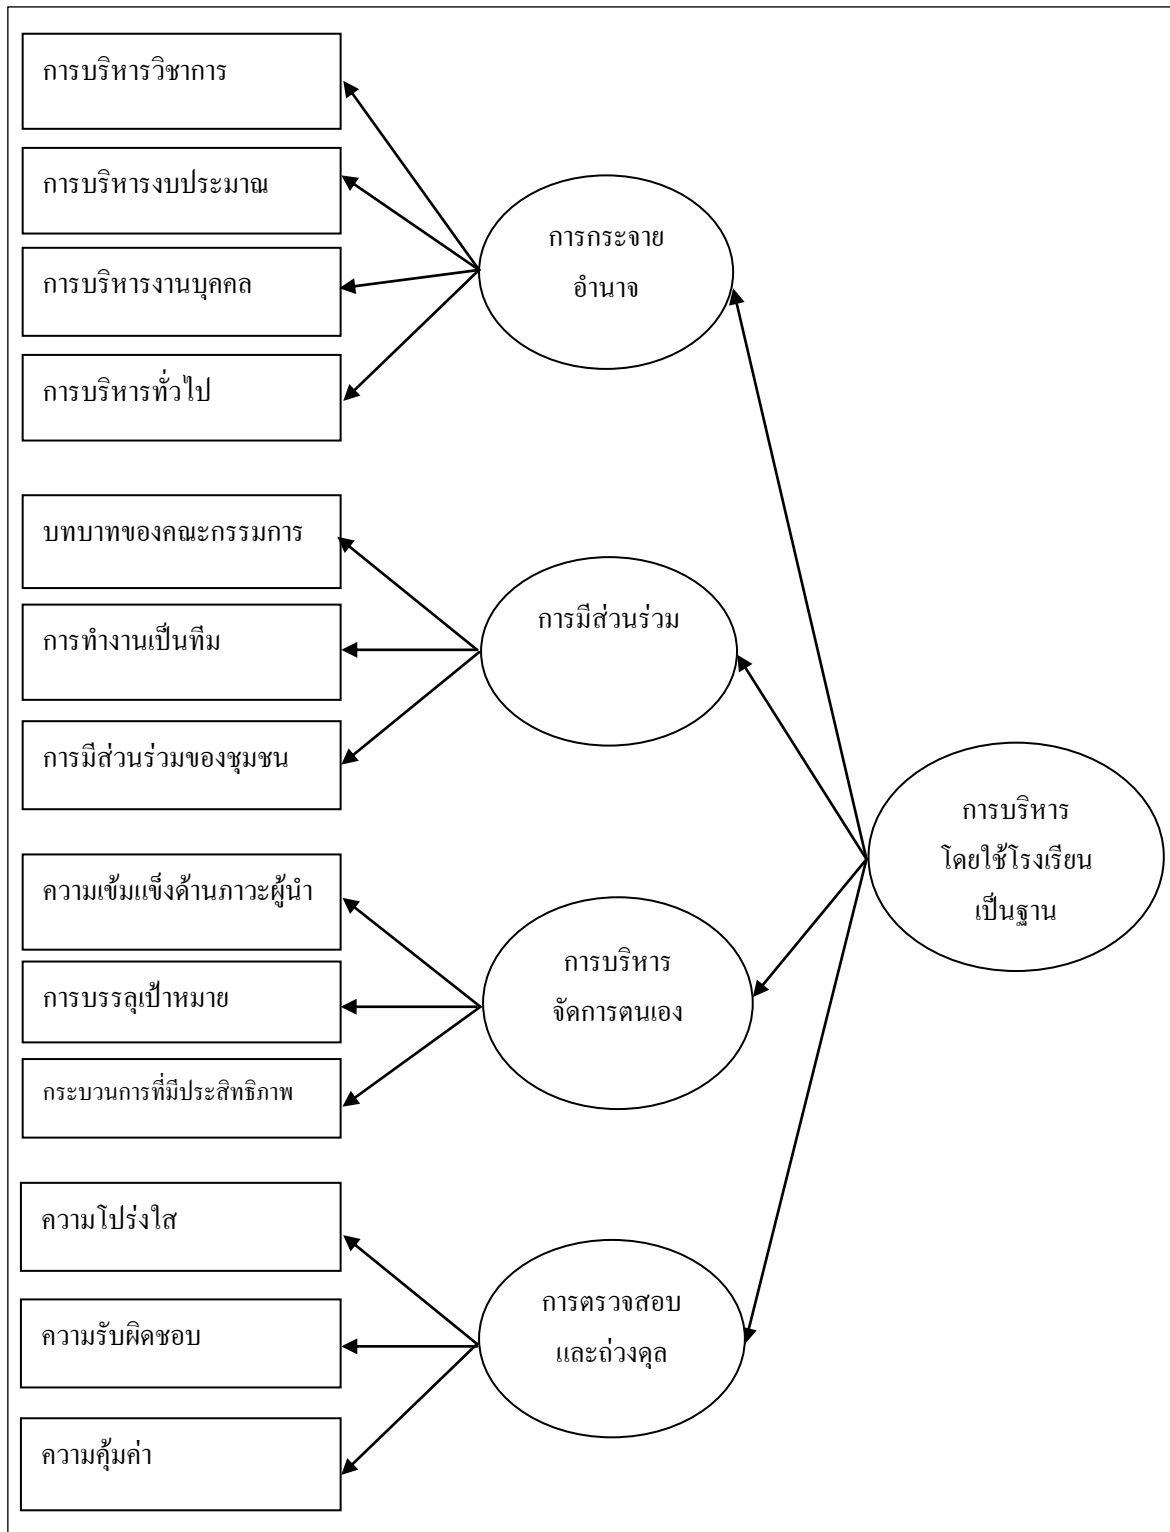 การบริหารวิชาการ
การบริหารงบประมาณ
การบริหารงานบุคคล
การบริหารทั่วไป
การกระจาย
อำนาจ
บทบาทของคณะกรรมการ
การทำงานเป็นทีม
การมีส่วนร่วมของชุมชน
การมีส่วนร่วม
ความเข้มแข็งด้านภาวะผู้นำ
การบรรลุเป้าหมาย
กระบวนการที่มีประสิทธิภาพ
การบริหาร
จัดการตนเอง
ความโปร่งใส
ความรับผิดชอบ
ความคุ้มค่า
การตรวจสอบ
และถ่วงดุล
การบริหาร
โดยใช้โรงเรียน
เป็นฐาน